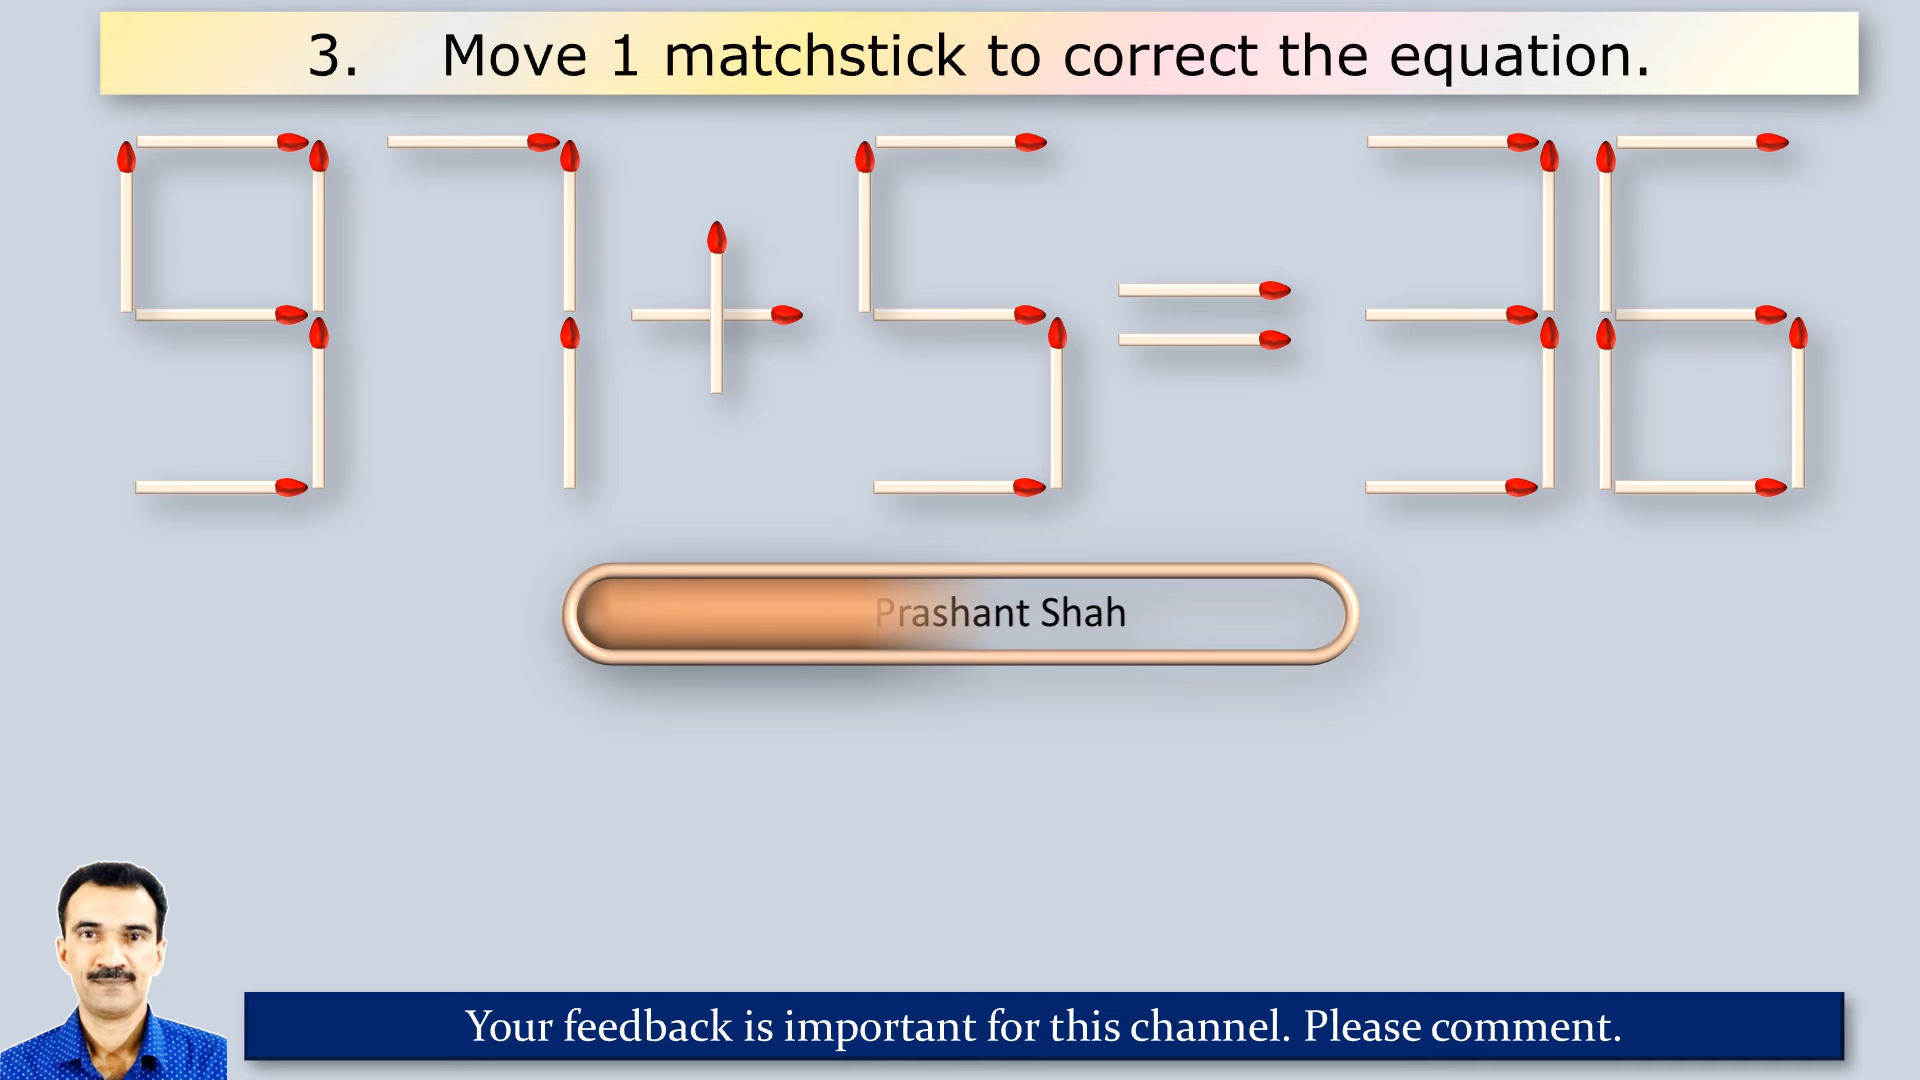 3. Move 1 matchstick to correct the equation.
97+5=36
Prashant Shah
Your feedback is important for this channel. Please comment.